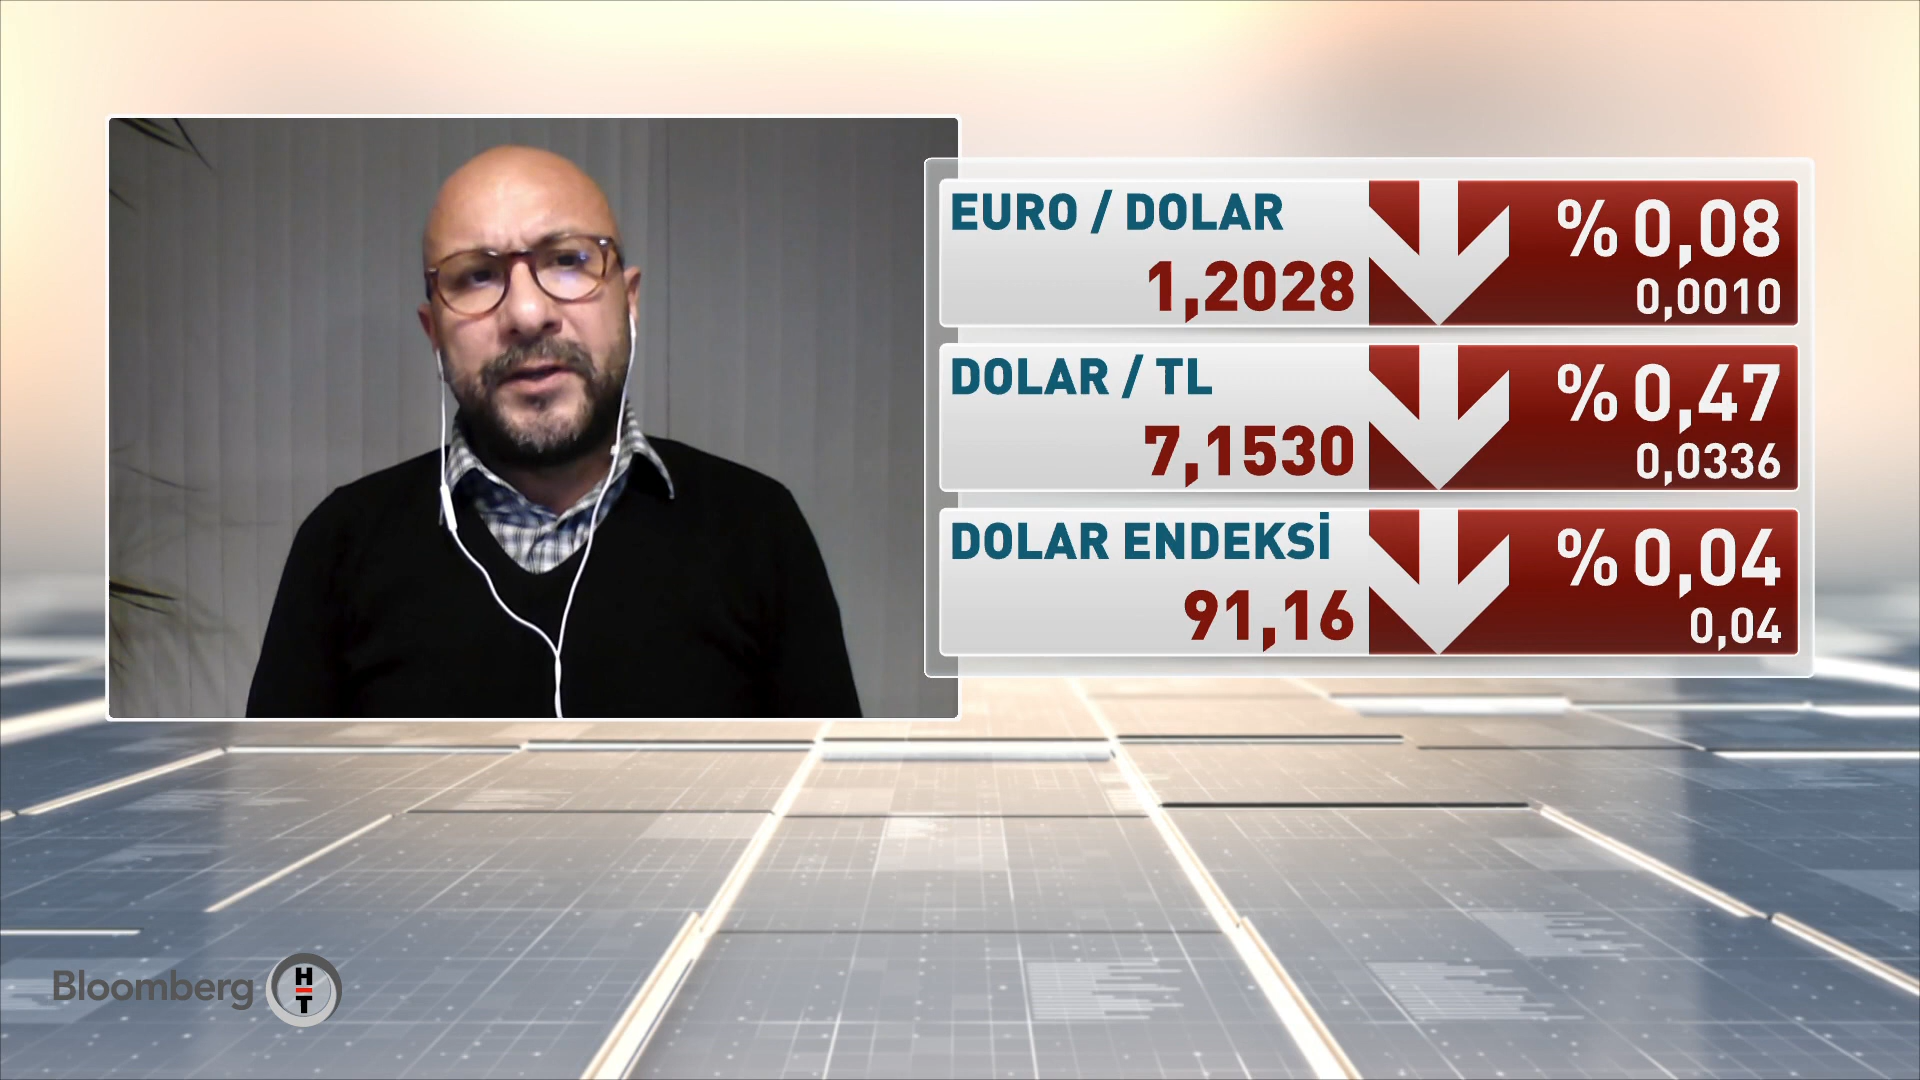 EURO / DOLAR
1,2028
% 0,08
0,0010
DOLAR / TL
7,1530
% 0,47
0,0336
DOLAR ENDEKSİ
91,16
% 0,04
0,04
Bloomberg HT